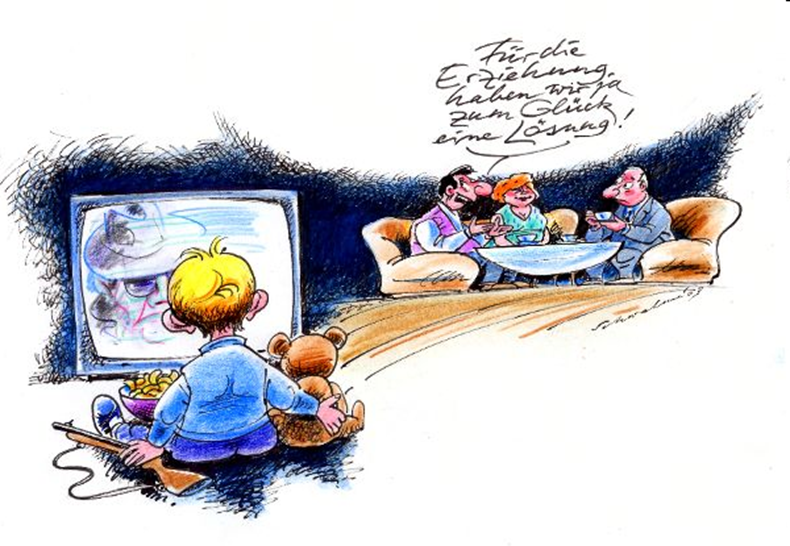 Für die
Erziehung
haben wir ja
zum Glück
eine Lösung!